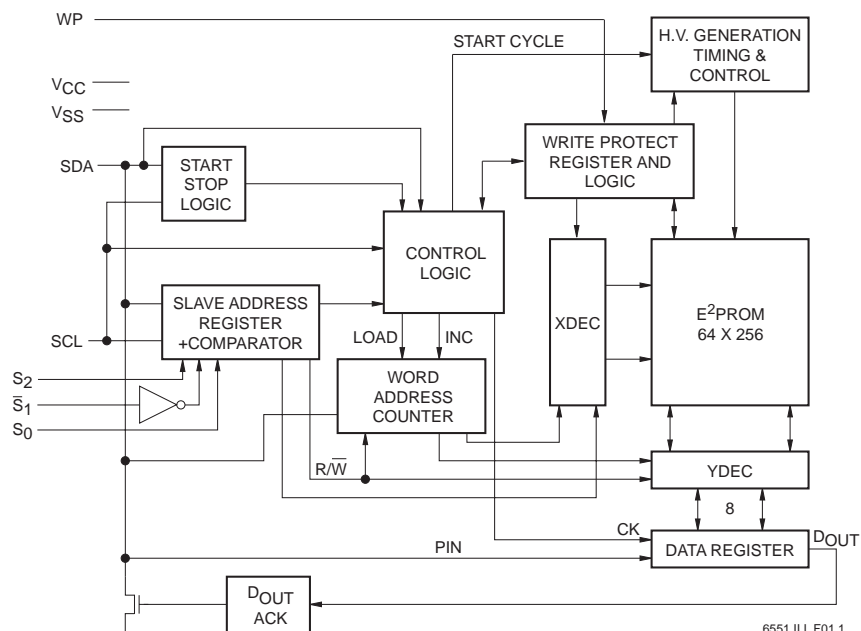 WP
START CYCLE
H.V. GENERATION
TIMING &
CONTROL
VCC
VSS
SDA
START
STOP
LOGIC
WRITE PROTECT
REGISTER AND
LOGIC
CONTROL
LOGIC
XDEC
E²PROM
64 X 256
SLAVE ADDRESS
REGISTER
+COMPARATOR
SCL
LOAD
INC
S2
S̅1
S0
WORD
ADDRESS
COUNTER
R/W̅
YDEC
8
CK
PIN
DATA REGISTER
DOUT
DOUT
ACK
6551 ILL F01.1